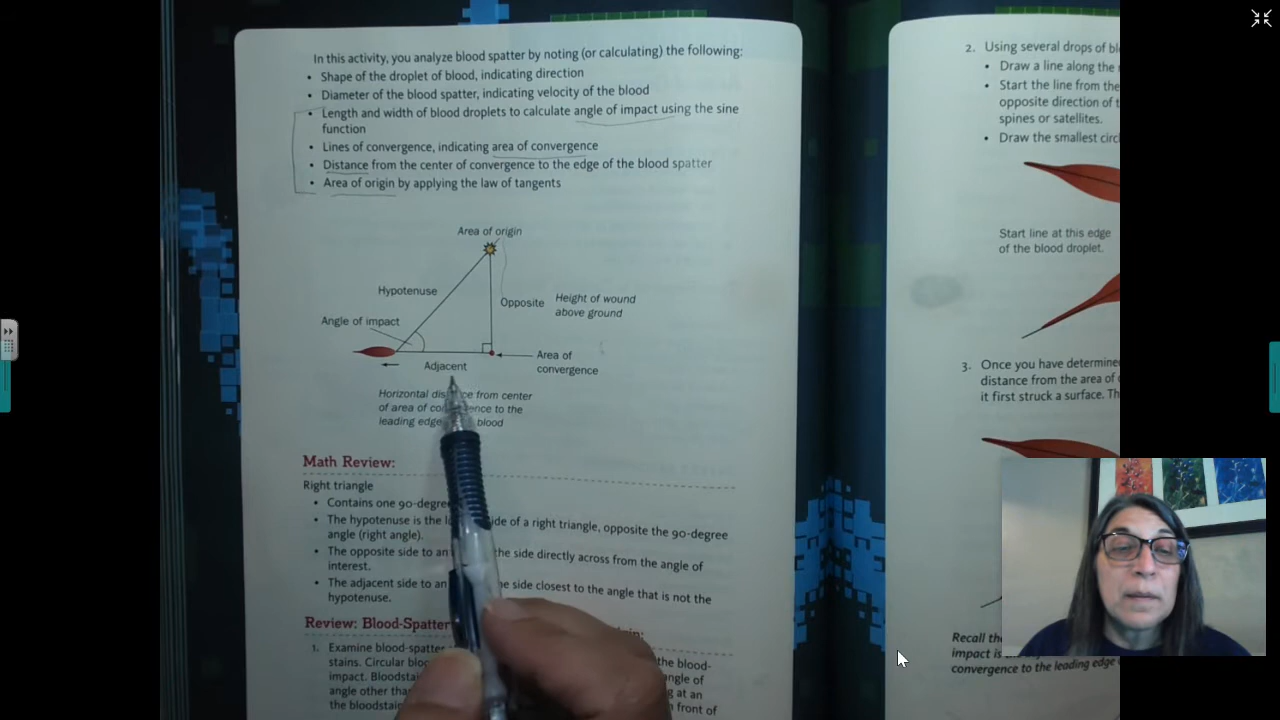 In this activity, you analyze blood spatter by noting (or calculating) the following:
• Shape of the droplet of blood, indicating direction
• Diameter of the blood spatter, indicating velocity of the blood
• Length and width of blood droplets to calculate angle of impact using the sine
function
• Lines of convergence, indicating area of convergence
• Distance from the center of convergence to the edge of the blood spatter
• Area of origin by applying the law of tangents
Area of origin
Hypotenuse
Opposite
Height of wound
above ground
Angle of impact
Area of
convergence
Adjacent
Horizontal dis ce from center
of area of co ence to the
leading edge blood
Math Review:
Right triangle
• Contains one 90-degre
• The hypotenuse is the l ide of a right triangle, opposite the 90-degree
angle (right angle).
• The opposite side to an the side directly across from the angle of
interest.
• The adjacent side to an he side closest to the angle that is not the
hypotenuse.
Review: Blood-Spatter
1. Examine blood-spatter the blood-
stains. Circular bloo angle of
impact. Bloodstai g at an
angle other tha front of
the bloodstain
2. Using several drops of bl
• Draw a line along the
• Start the line from the
opposite direction of t
spines or satellites.
• Draw the smallest circ
Start line at this edge
of the blood droplet.
3. Once you have determine
distance from the area of
it first struck a surface. Th
Recall th
impact is
convergence to the leading edge